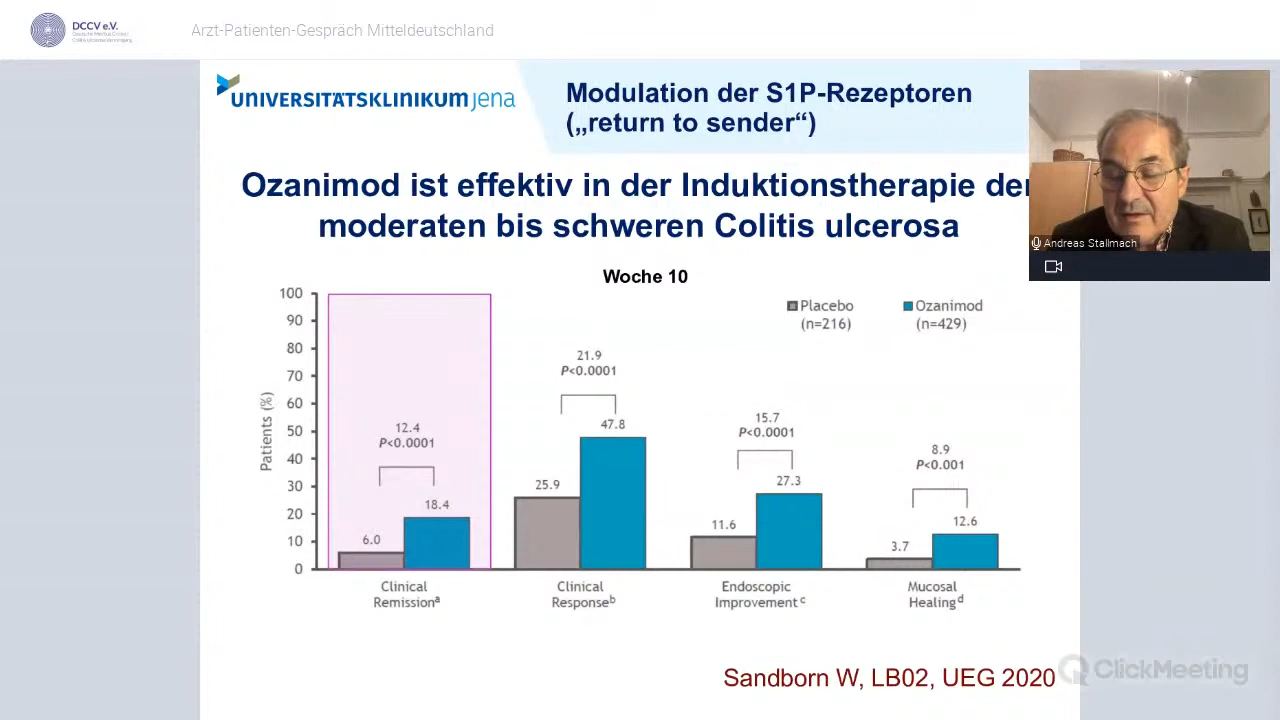 DCCV e.V.
Arzt-Patienten-Gespräch Mitteldeutschland
UNIVERSITÄTSKLINIKUM jena
Modulation der S1P-Rezeptoren
(„return to sender“)
Ozanimod ist effektiv in der Induktionstherapie der
moderaten bis schweren Colitis ulcerosa
Andreas Stallmach
Woche 10
Placebo
(n=216)
Ozanimod
(n=429)
Patients (%)
100
90
80
70
60
50
40
30
20
10
0
12.4
P<0.0001
6.0
18.4
21.9
P<0.0001
25.9
47.8
15.7
P<0.0001
11.6
27.3
8.9
P<0.001
3.7
12.6
Clinical
Remissionᵃ
Clinical
Responseᵇ
Endoscopic
Improvementᶜ
Mucosal
Healingᵈ
Sandborn W, LB02, UEG 2020
ClickMeeting